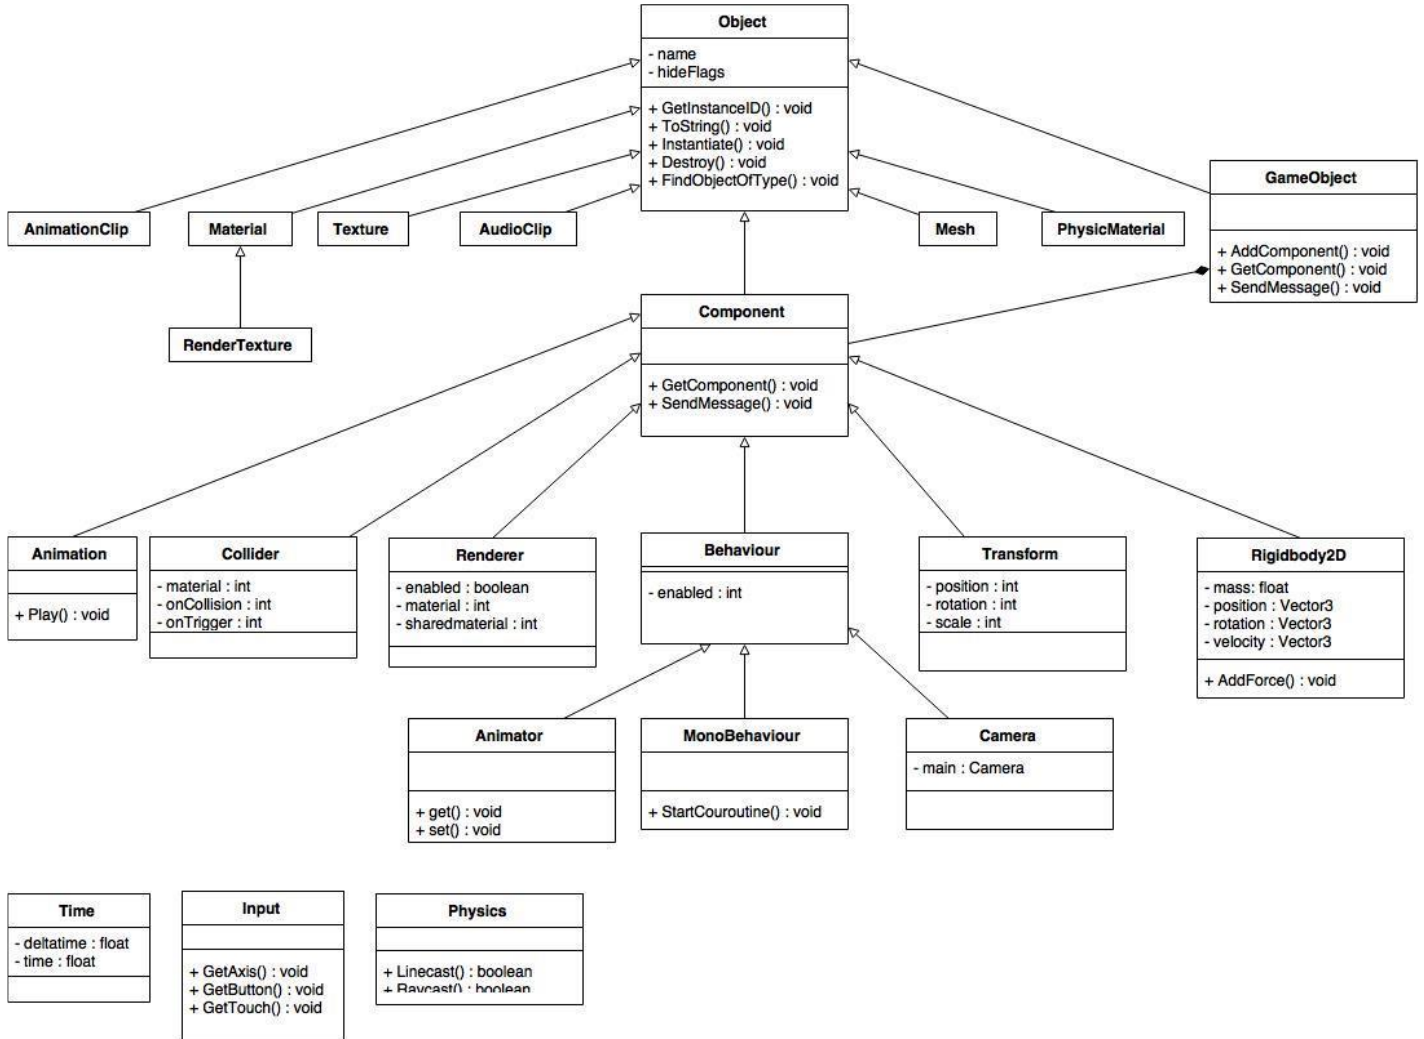 Object
- name
- hideFlags
+ GetInstanceID() : void
+ ToString() : void
+ Instantiate() : void
+ Destroy() : void
+ FindObjectOfType() : void
GameObject
+ AddComponent() : void
+ GetComponent() : void
+ SendMessage() : void
AnimationClip
Material
Texture
AudioClip
Mesh
PhysicMaterial
RenderTexture
Component
+ GetComponent() : void
+ SendMessage() : void
Animation
+ Play() : void
Collider
- material : int
- onCollision : int
- onTrigger : int
Renderer
- enabled : boolean
- material : int
- sharedmaterial : int
Behaviour
- enabled : int
Transform
- position : int
- rotation : int
- scale : int
Rigidbody2D
- mass: float
- position : Vector3
- rotation : Vector3
- velocity : Vector3
+ AddForce() : void
Animator
+ get() : void
+ set() : void
MonoBehaviour
+ StartCouroutine() : void
Camera
- main : Camera
Time
- deltatime : float
- time : float
Input
+ GetAxis() : void
+ GetButton() : void
+ GetTouch() : void
Physics
+ Linecast() : boolean
+ Raycast() : boolean